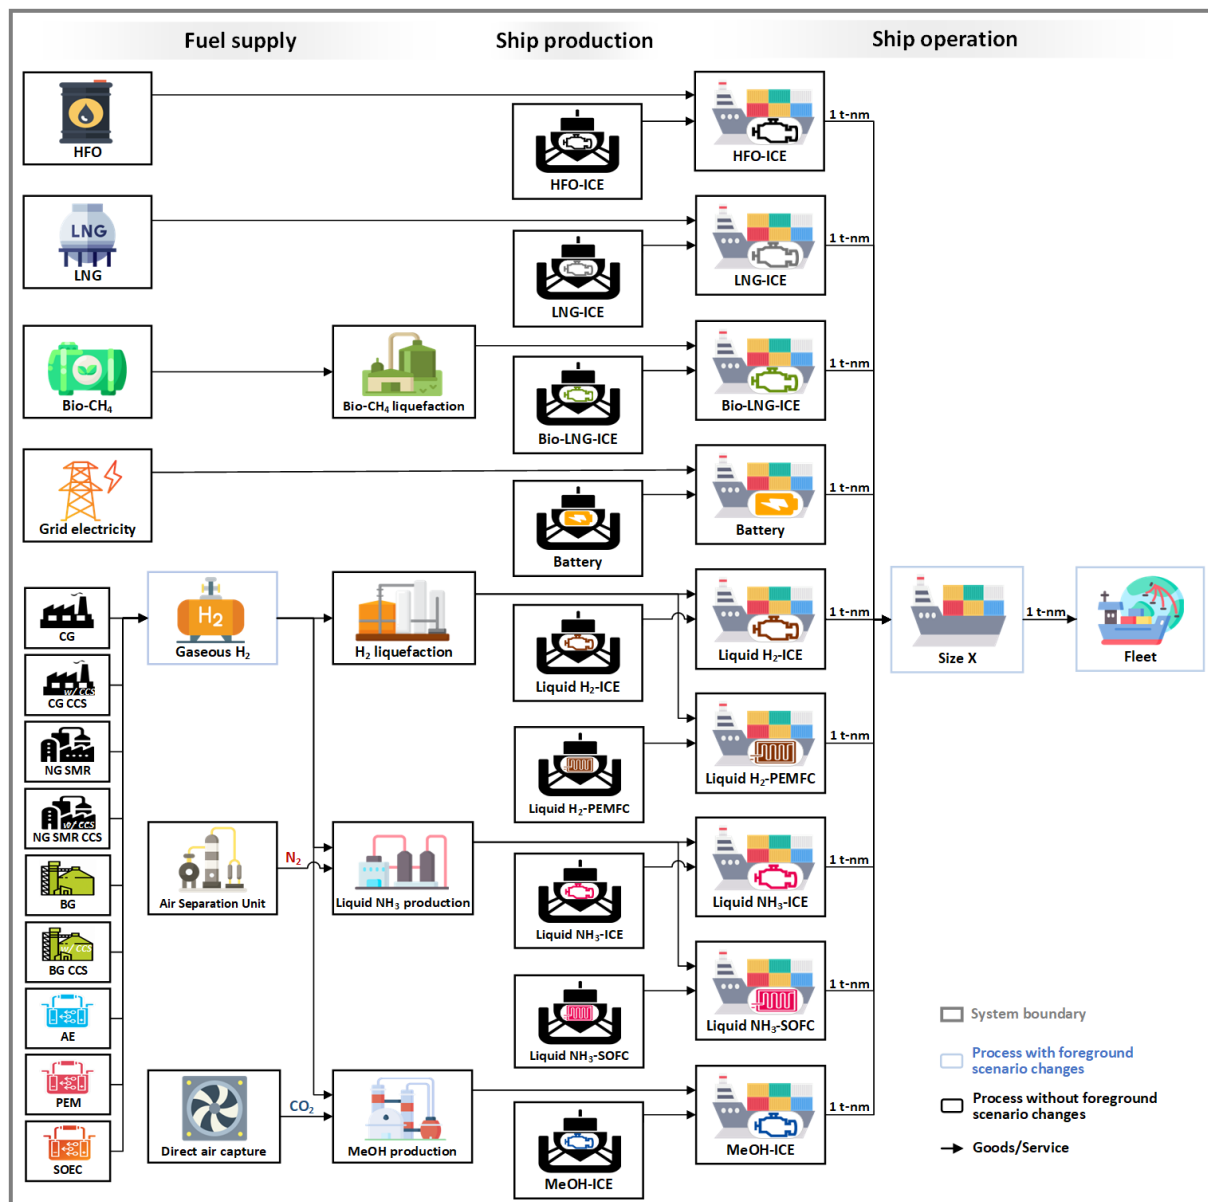 Fuel supply
Ship production
Ship operation
HFO
HFO-ICE
HFO-ICE
1 t-nm
LNG
LNG
LNG-ICE
LNG-ICE
1 t-nm
Bio-CH₄
Bio-CH₄ liquefaction
Bio-LNG-ICE
Bio-LNG-ICE
1 t-nm
Grid electricity
Battery
Battery
1 t-nm
CG
H2
Gaseous H₂
H₂ liquefaction
Liquid H₂-ICE
Liquid H₂-ICE
1 t-nm
Size X
1 t-nm
Fleet
w/ CCS
CG CCS
NG SMR
Liquid H₂-PEMFC
Liquid H₂-PEMFC
1 t-nm
w/ CCS
NG SMR CCS
BG
Air Separation Unit
N₂
Liquid NH₃ production
Liquid NH₃-ICE
Liquid NH₃-ICE
1 t-nm
w/ CCS
BG CCS
AE
Liquid NH₃-SOFC
Liquid NH₃-SOFC
1 t-nm
PEM
SOEC
Direct air capture
CO₂
MeOH production
MeOH-ICE
MeOH-ICE
1 t-nm
System boundary
Process with foreground
scenario changes
Process without foreground
scenario changes
Goods/Service